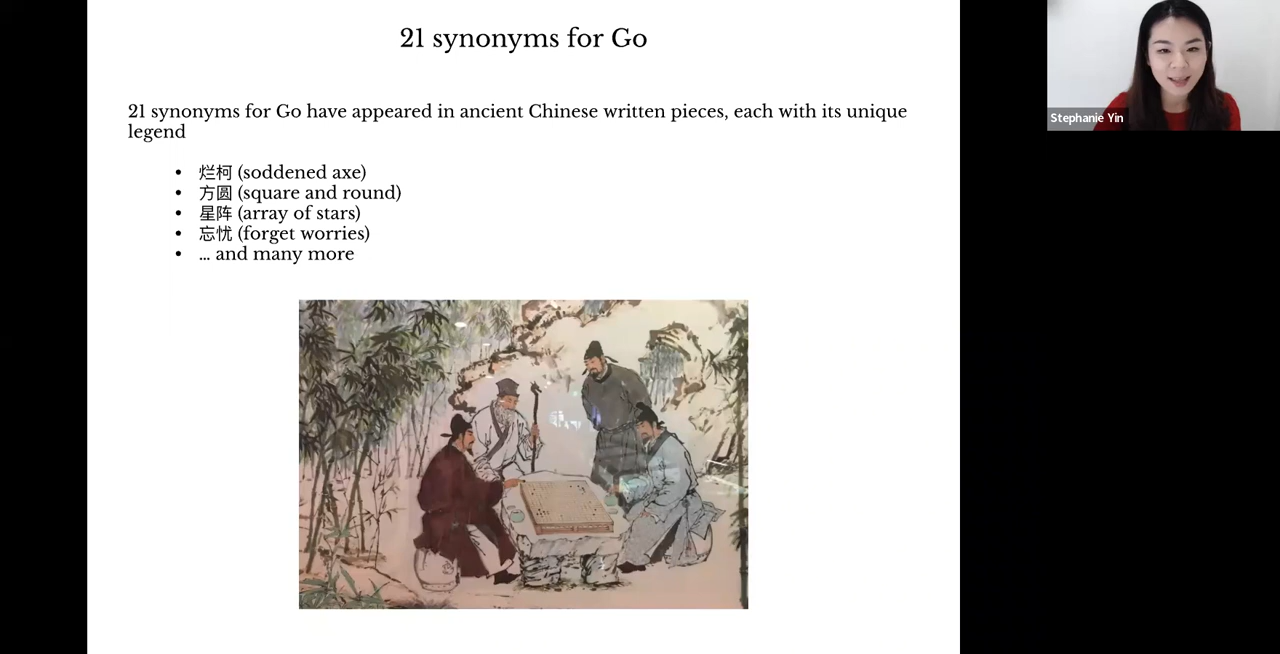 21 synonyms for Go
21 synonyms for Go have appeared in ancient Chinese written pieces, each with its unique
legend
• 烂柯 (soddened axe)
• 方圆 (square and round)
• 星阵 (array of stars)
• 忘忧 (forget worries)
• … and many more
Stephanie Yin